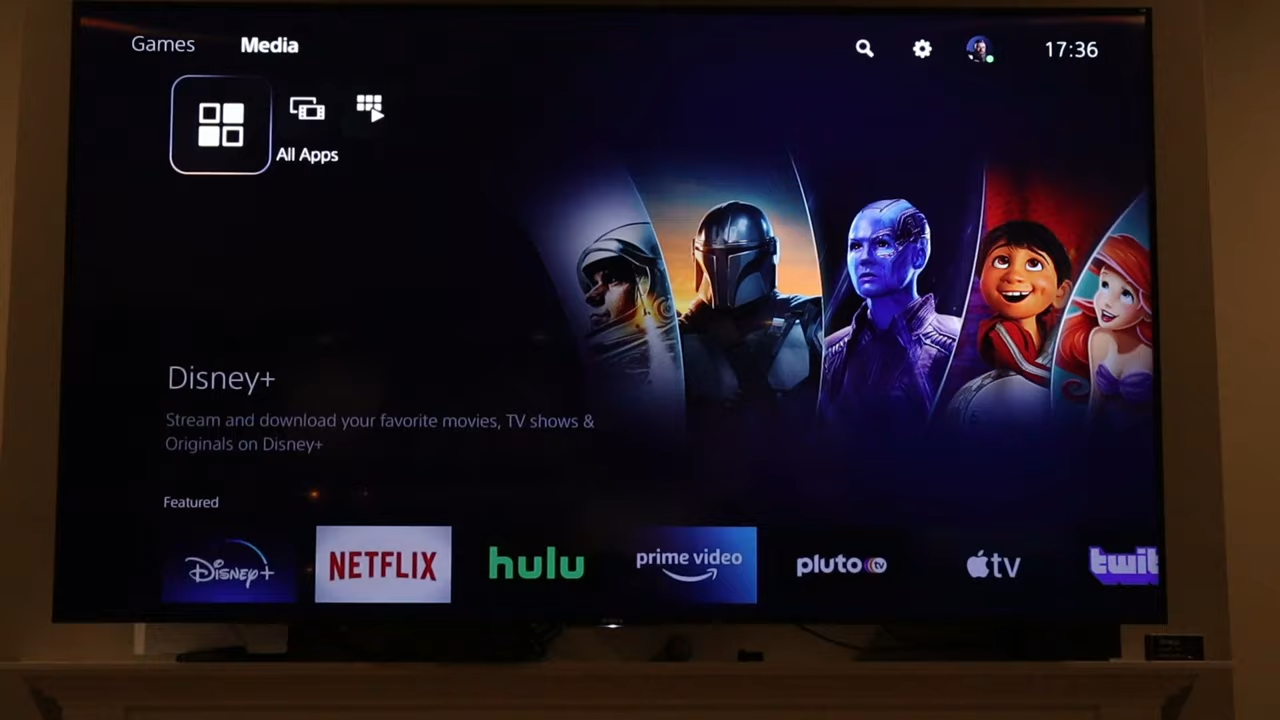 Games
Media
17:36
All Apps
Disney+
Stream and download your favorite movies, TV shows &
Originals on Disney+
Featured
Disney+
NETFLIX
hulu
prime video
pluto tv
tv
twit